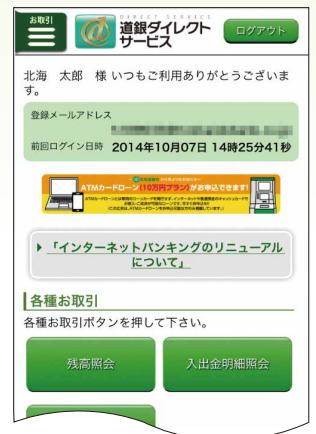 お取引
DIRECT SERVICE
道銀ダイレクト
サービス
ログアウト
北海 太郎 様 いつもご利用ありがとうございま
す。
登録メールアドレス
前回ログイン日時 2014年10月07日 14時25分41秒
ATMカードローン(10万円プラン)がお申込できます!
「インターネットバンキングのリニューアル
について」
各種お取引
各種お取引ボタンを押して下さい。
残高照会
入出金明細照会